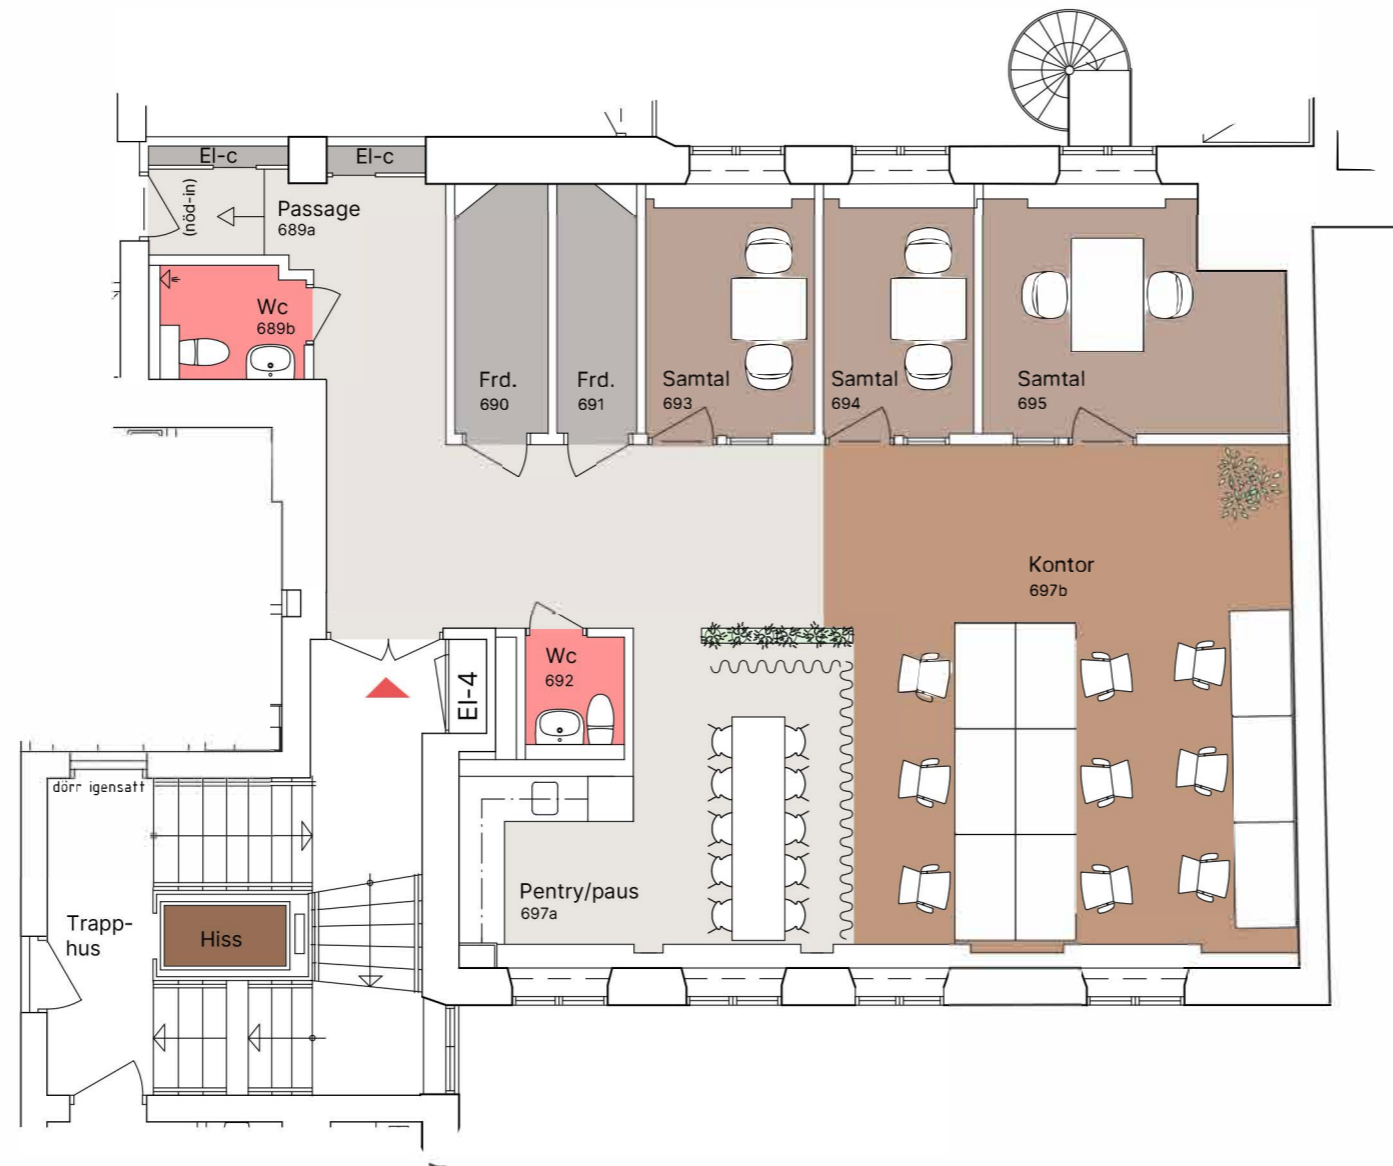 El-c
El-c
(nöd-in)
Passage
689a
Wc
689b
Frd.
690
Frd.
691
Samtal
693
Samtal
694
Samtal
695
Kontor
697b
Wc
692
El-4
dörr igensatt
Pentry/paus
697a
Trapp-
hus
Hiss